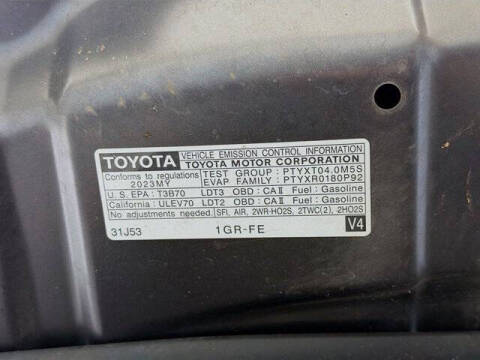 TOYOTA VEHICLE EMISSION CONTROL INFORMATION
TOYOTA MOTOR CORPORATION
Conforms to regulations
2023MY
TEST GROUP : PTYXT04.0M5S
EVAP FAMILY : PTYXR0180P92
U. S. EPA : T3B70 LDT3 OBD : CAⅡ Fuel : Gasoline
California : ULEV70 LDT2 OBD : CAⅡ Fuel : Gasoline
No adjustments needed. SFI, AIR, 2WR-HO2S, 2TWC(2), 2HO2S
31J53 1GR-FE V4